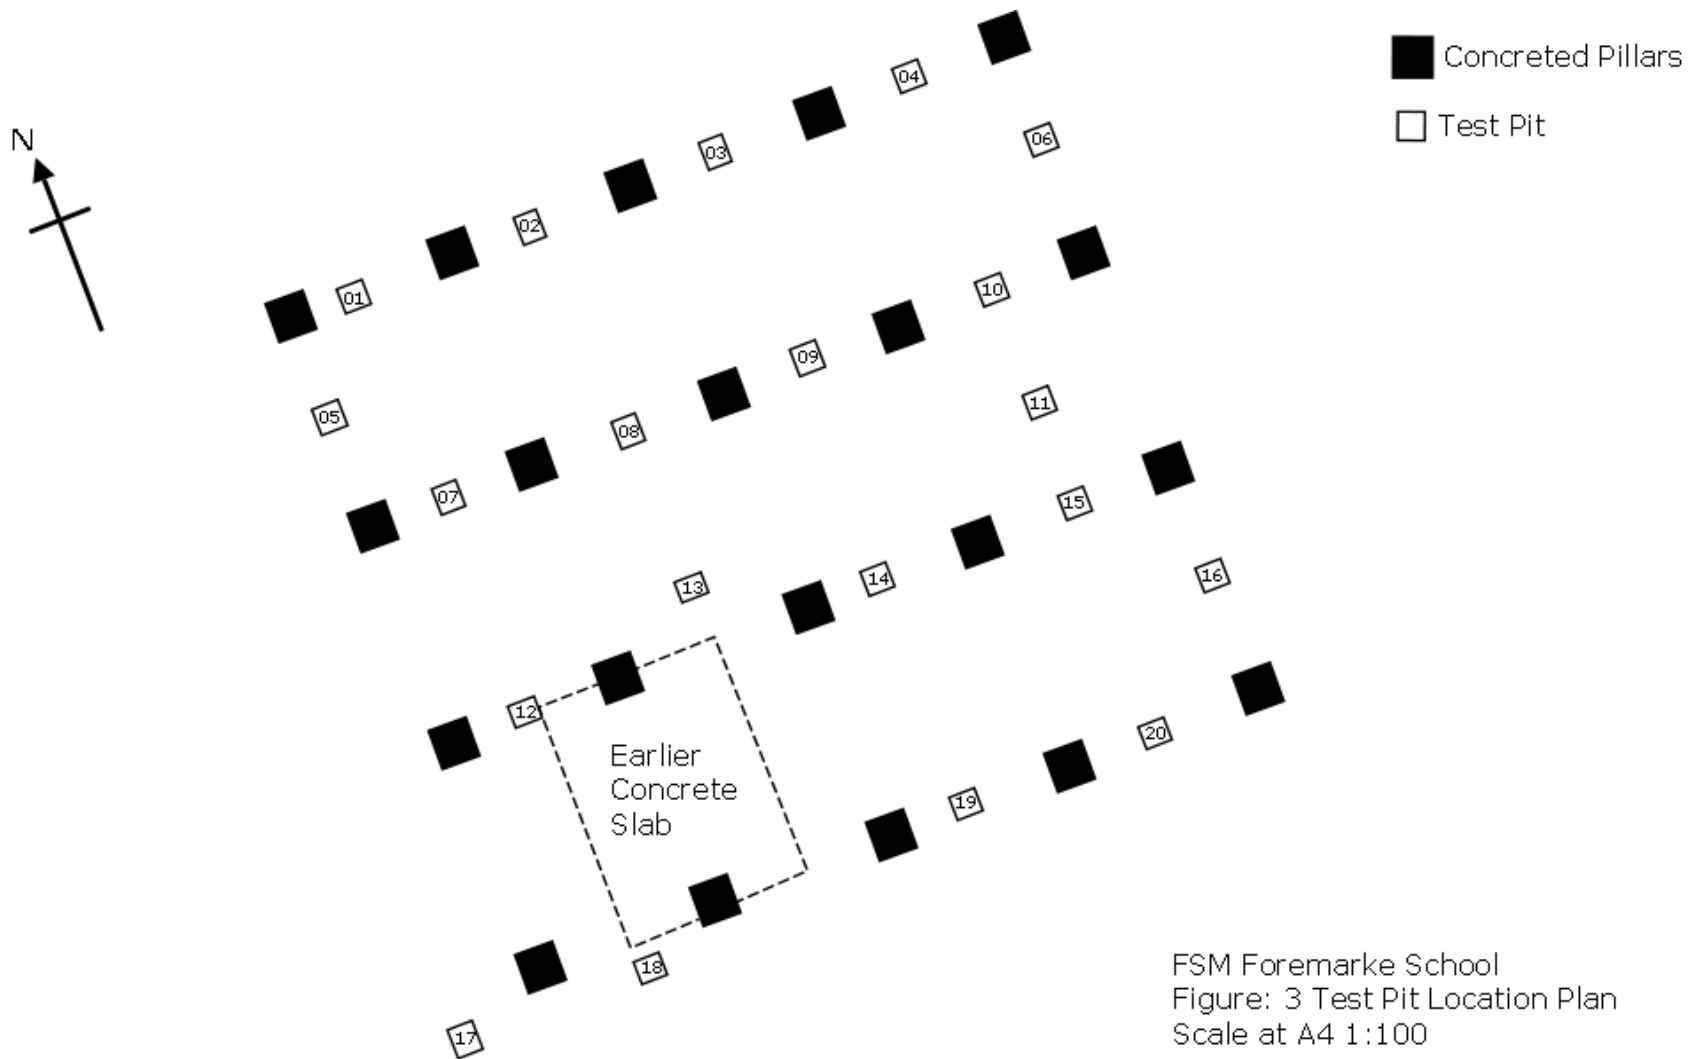 Concreted Pillars
Test Pit
N
04
06
03
02
01
10
09
11
05
08
07
15
14
16
13
12
Earlier
Concrete
Slab
20
19
18
17
FSM Foremarke School
Figure: 3 Test Pit Location Plan
Scale at A4 1:100